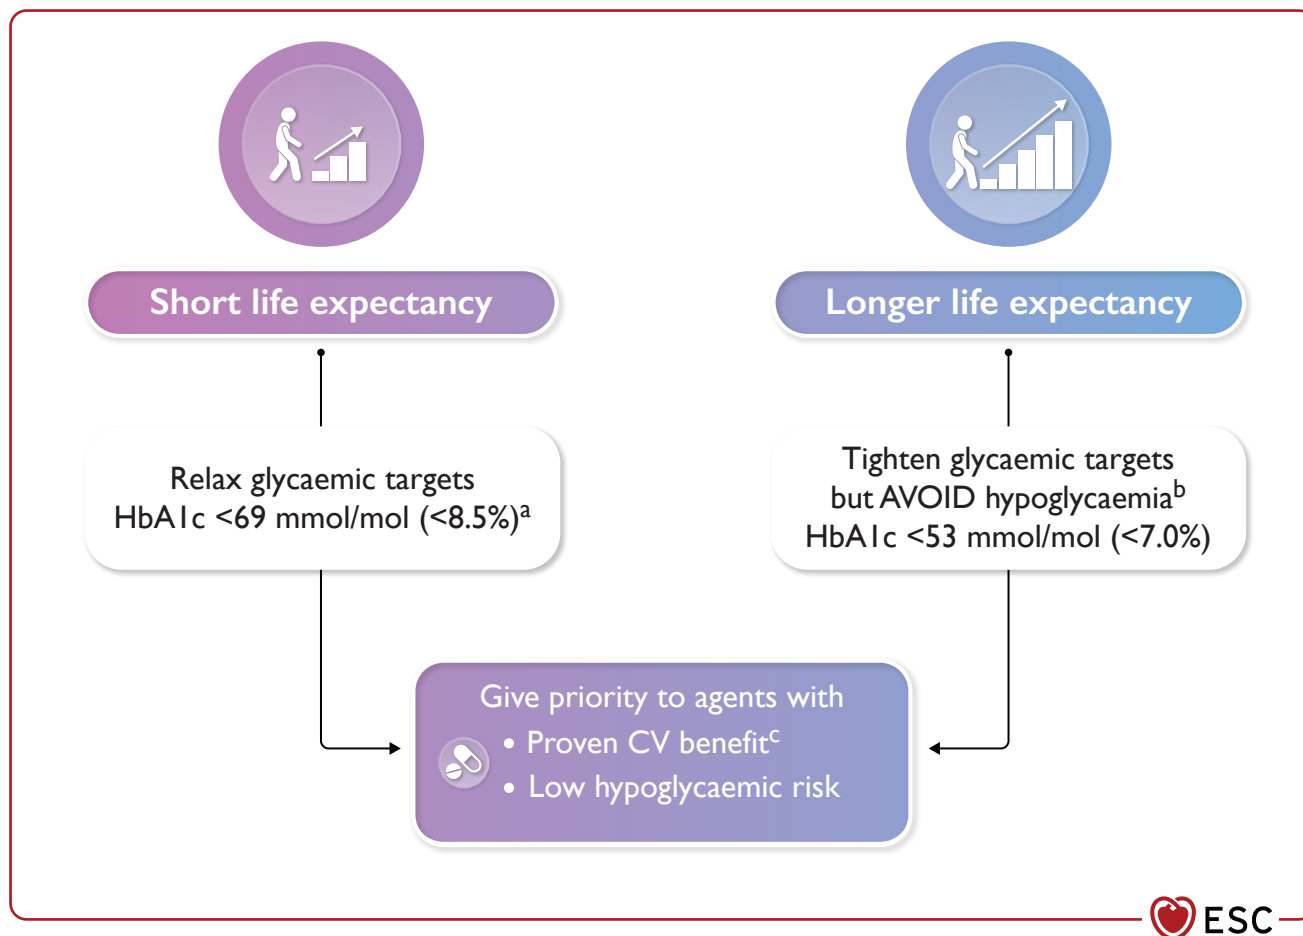 Short life expectancy
Longer life expectancy
Relax glycaemic targets
HbA1c <69 mmol/mol (<8.5%)a
Tighten glycaemic targets
but AVOID hypoglycaemiab
HbA1c <53 mmol/mol (<7.0%)
Give priority to agents with
• Proven CV benefitc
• Low hypoglycaemic risk
ESC